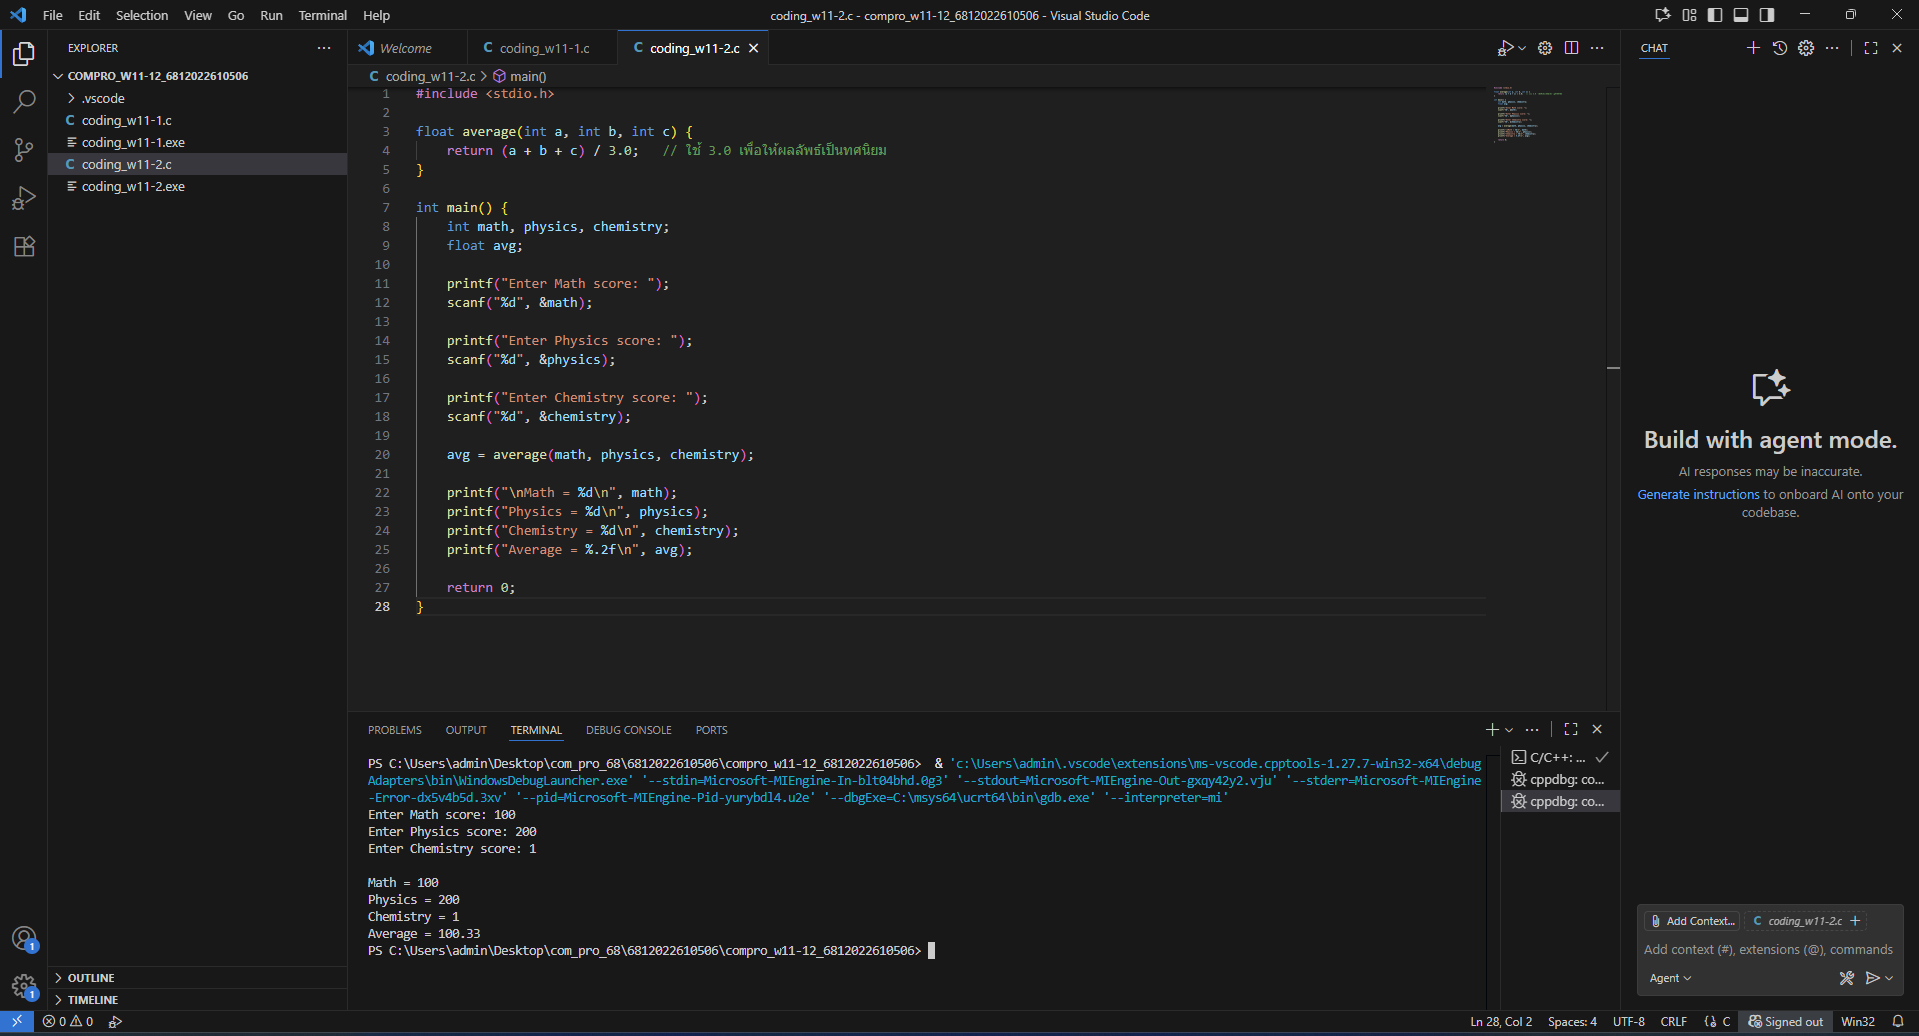 File Edit Selection View Go Run Terminal Help
coding_w11-2.c - compro_w11-12_6812022610506 - Visual Studio Code
EXPLORER
COMPRO_W11-12_6812022610506
.vscode
C coding_w11-1.c
coding_w11-1.exe
C coding_w11-2.c
coding_w11-2.exe
OUTLINE
TIMELINE
Welcome
C coding_w11-1.c
C coding_w11-2.c
C coding_w11-2.c > main()
1 #include <stdio.h>
2
3 float average(int a, int b, int c) {
4 return (a + b + c) / 3.0; // ใช้ 3.0 เพื่อให้ผลลัพธ์เป็นทศนิยม
5 }
6
7 int main() {
8 int math, physics, chemistry;
9 float avg;
10
11 printf("Enter Math score: ");
12 scanf("%d", &math);
13
14 printf("Enter Physics score: ");
15 scanf("%d", &physics);
16
17 printf("Enter Chemistry score: ");
18 scanf("%d", &chemistry);
19
20 avg = average(math, physics, chemistry);
21
22 printf("\nMath = %d\n", math);
23 printf("Physics = %d\n", physics);
24 printf("Chemistry = %d\n", chemistry);
25 printf("Average = %.2f\n", avg);
26
27 return 0;
28 }
PROBLEMS OUTPUT TERMINAL DEBUG CONSOLE PORTS
PS C:\Users\admin\Desktop\com_pro_68\6812022610506\compro_w11-12_6812022610506> & 'c:\Users\admin\.vscode\extensions\ms-vscode.cpptools-1.27.7-win32-x64\debug
Adapters\bin\WindowsDebugLauncher.exe' '--stdin=Microsoft-MIEngine-In-blt04bhd.0g3' '--stdout=Microsoft-MIEngine-Out-gxqy42y2.vju' '--stderr=Microsoft-MIEngine
-Error-dx5v4b5d.3xv' '--pid=Microsoft-MIEngine-Pid-yurybdl4.u2e' '--dbgExe=C:\msys64\ucrt64\bin\gdb.exe' '--interpreter=mi'
Enter Math score: 100
Enter Physics score: 200
Enter Chemistry score: 1
Math = 100
Physics = 200
Chemistry = 1
Average = 100.33
PS C:\Users\admin\Desktop\com_pro_68\6812022610506\compro_w11-12_6812022610506>
C/C++: ...
cppdbg: co...
cppdbg: co...
CHAT
Build with agent mode.
AI responses may be inaccurate.
Generate instructions to onboard AI onto your
codebase.
Add Context... C coding_w11-2.c
Add context (#), extensions (@), commands
Agent
1
1
0 0
Ln 28, Col 2 Spaces: 4 UTF-8 CRLF {} C Signed out Win32